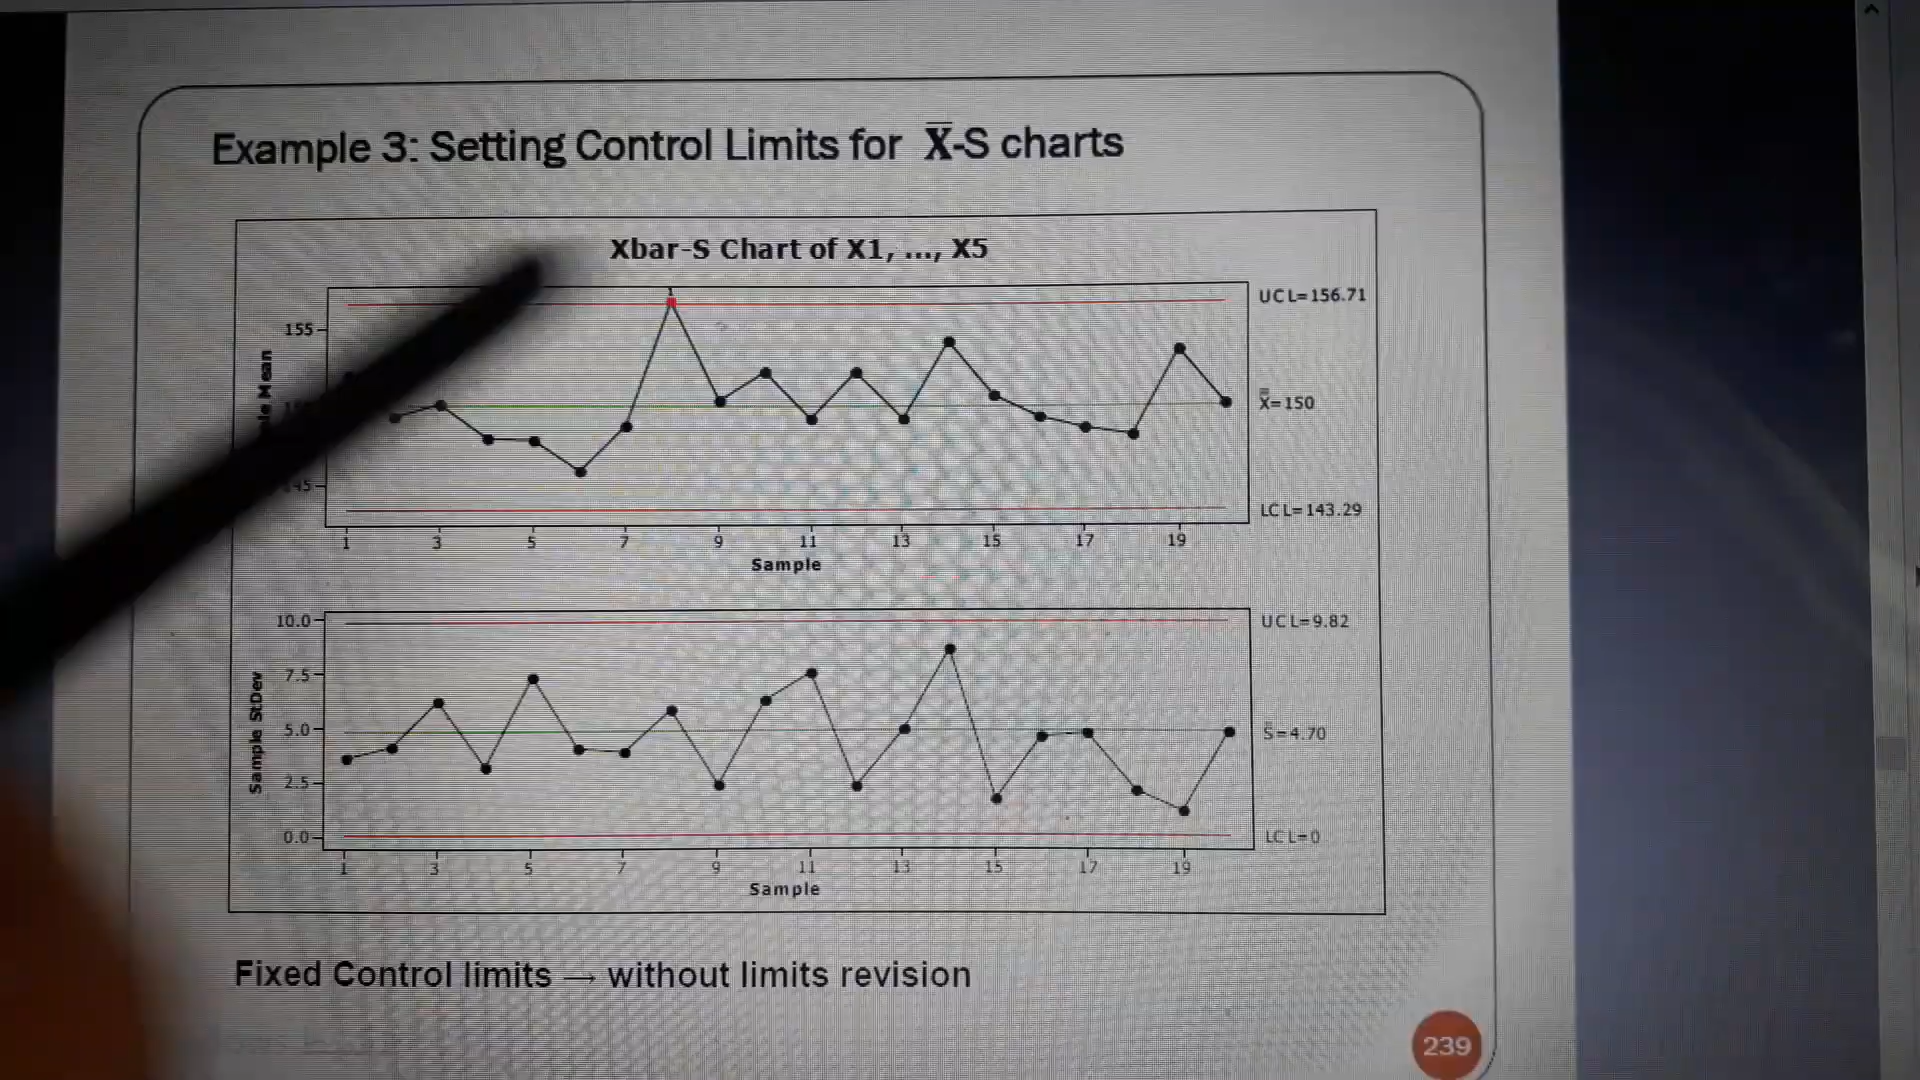 Example 3: Setting Control Limits for X̿-S charts
Xbar-S Chart of X1, ..., X5
1
UCL=156.71
155
X̿=150
LCL=143.29
1 3 5 7 9 11 13 15 17 19
Sample
10.0
UCL=9.82
7.5
Sample StDev
5.0
S̄=4.70
2.5
0.0
LCL=0
1 3 5 7 9 11 13 15 17 19
Sample
Fixed Control limits → without limits revision
239